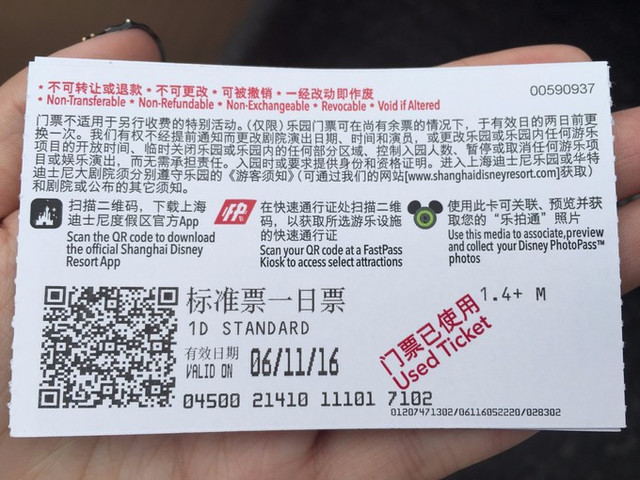 * 不可转让或退款 * 不可更改 * 可被撤销 * 一经改动即作废
00590937
* Non-Transferable * Non-Refundable * Non-Exchangeable * Revocable * Void if Altered
门票不适用于另行收费的特别活动。(仅限)乐园门票可在尚有余票的情况下，于有效日的两日前更
换一次。我们有权不经提前通知而更改剧院演出日期、时间和演员，或更改乐园或乐园内任何游乐
项目的开放时间、临时关闭乐园或乐园内的任何部分区域、控制入园人数、暂停或取消任何游乐项
目或娱乐演出，而无需承担责任。入园时或要求提供身份和资格证明。进入上海迪士尼乐园或华特
迪士尼大剧院须分别遵守乐园的《游客须知》（可通过我们的网站[www.shanghaidisneyresort.com]获取）
和剧院或公布的其它须知。
扫描二维码，下载上海
迪士尼度假区官方App
Scan the QR code to download
the official Shanghai Disney
Resort App
FP
在快速通行证处扫描二维
码，以获取所选游乐设施
的快速通行证
Scan your QR code at a FastPass
Kiosk to access select attractions
使用此卡可关联、预览并获
取您的“乐拍通”照片
Use this media to associate,preview
and collect your Disney PhotoPass™
photos
标准票一日票
1D STANDARD
1.4+ M
有效日期
VALID ON
06/11/16
门票已使用
Used Ticket
04500 21410 11101 7102
01207471302/06116052220/028302